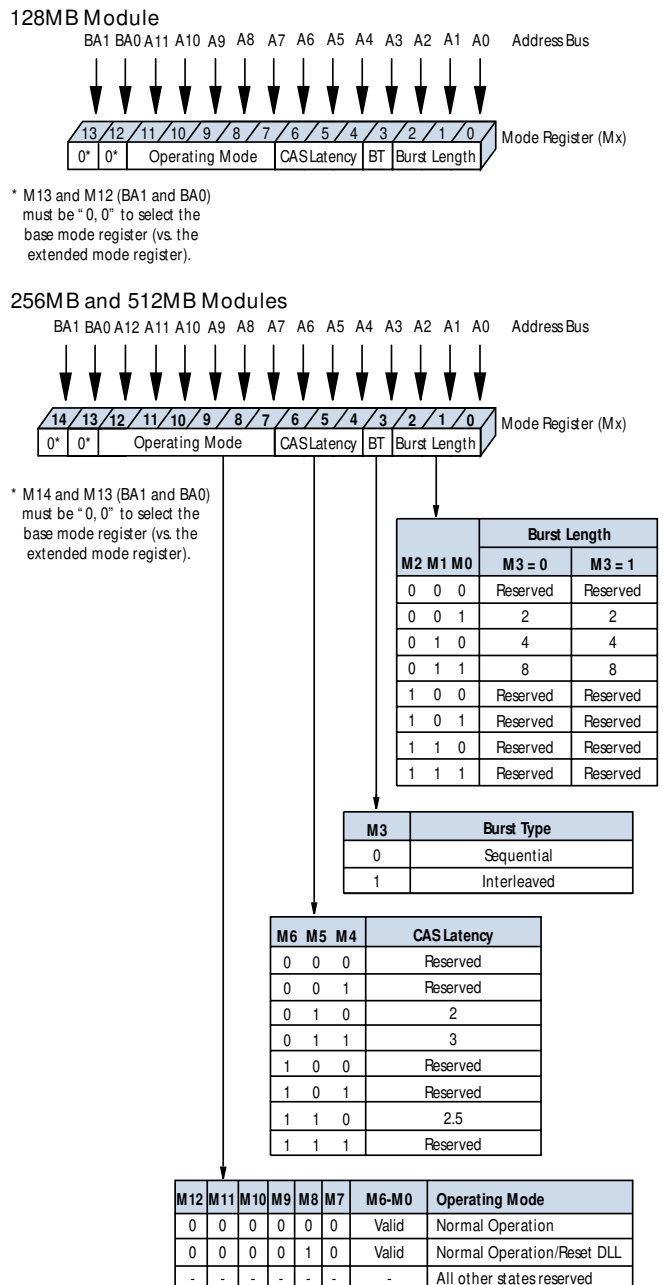 128MB Module
BA1 BA0 A11 A10 A9 A8 A7 A6 A5 A4 A3 A2 A1 A0 Address Bus
13 12 11 10 9 8 7 6 5 4 3 2 1 0 Mode Register (Mx)
0* 0* Operating Mode CAS Latency BT Burst Length
* M13 and M12 (BA1 and BA0)
must be "0, 0" to select the
base mode register (vs. the
extended mode register).
256MB and 512MB Modules
BA1 BA0 A12 A11 A10 A9 A8 A7 A6 A5 A4 A3 A2 A1 A0 Address Bus
14 13 12 11 10 9 8 7 6 5 4 3 2 1 0 Mode Register (Mx)
0* 0* Operating Mode CAS Latency BT Burst Length
* M14 and M13 (BA1 and BA0)
must be "0, 0" to select the
base mode register (vs. the
extended mode register).
Burst Length
M2 M1 M0 M3 = 0 M3 = 1
0 0 0 Reserved Reserved
0 0 1 2 2
0 1 0 4 4
0 1 1 8 8
1 0 0 Reserved Reserved
1 0 1 Reserved Reserved
1 1 0 Reserved Reserved
1 1 1 Reserved Reserved
M3 Burst Type
0 Sequential
1 Interleaved
M6 M5 M4 CAS Latency
0 0 0 Reserved
0 0 1 Reserved
0 1 0 2
0 1 1 3
1 0 0 Reserved
1 0 1 Reserved
1 1 0 2.5
1 1 1 Reserved
M12 M11 M10 M9 M8 M7 M6-M0 Operating Mode
0 0 0 0 0 0 Valid Normal Operation
0 0 0 0 1 0 Valid Normal Operation/Reset DLL
- - - - - - - All other states reserved